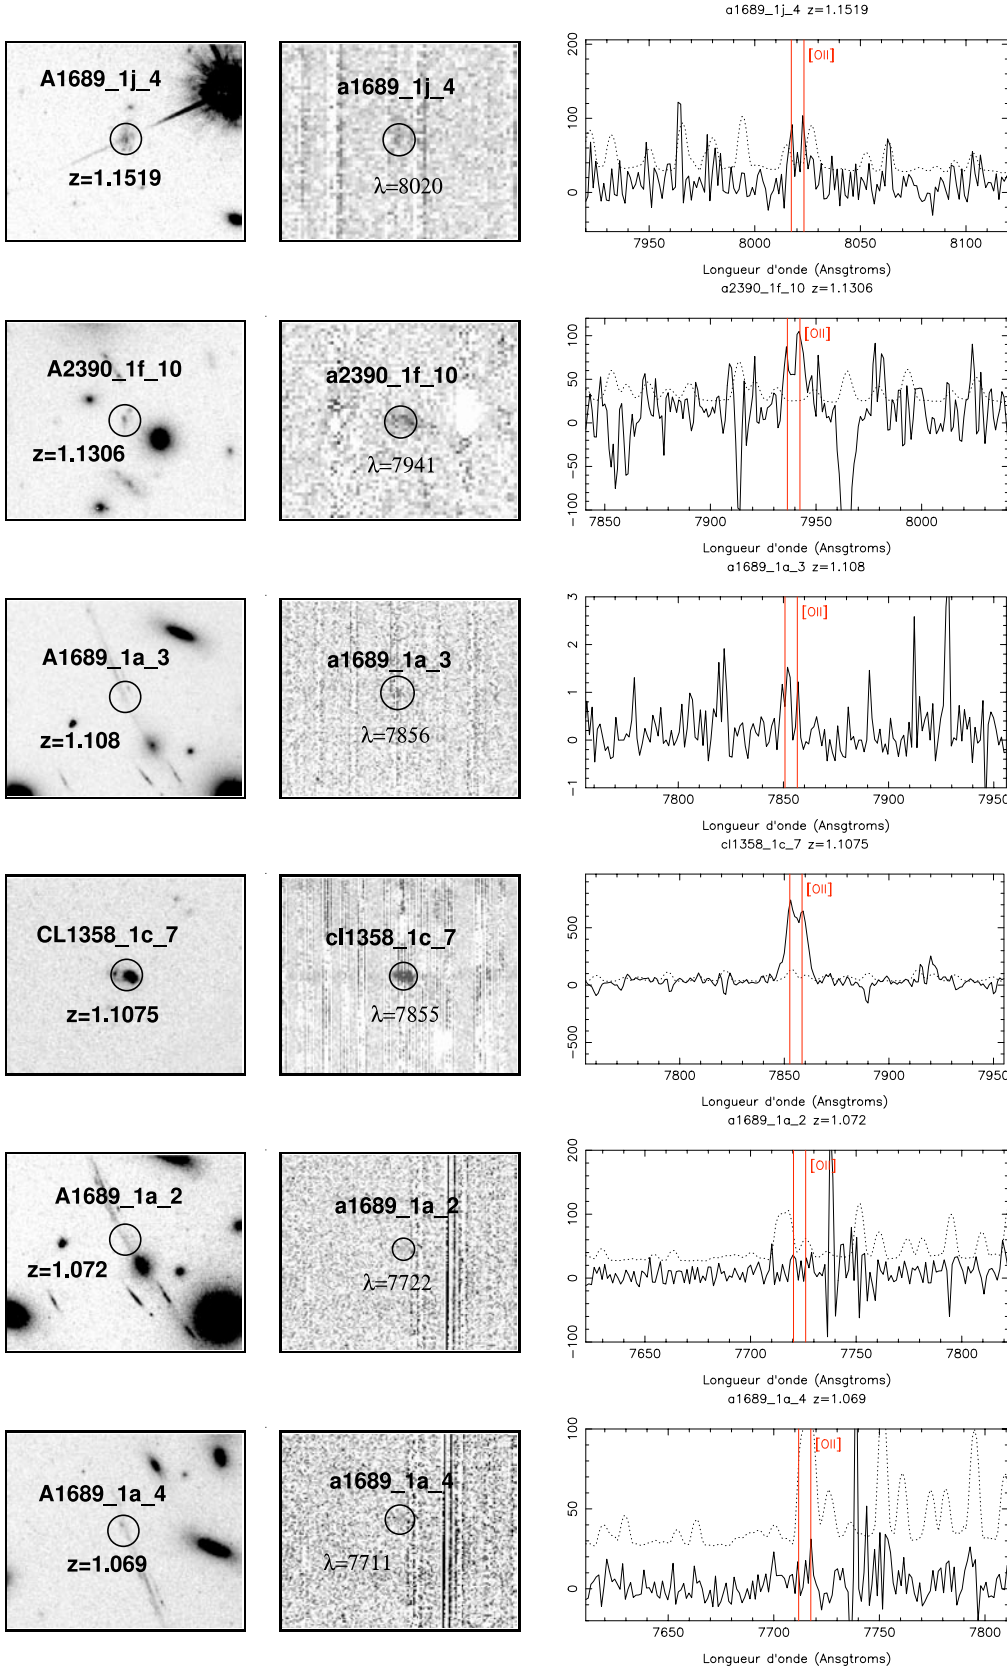 a1689_1j_4 z=1.1519
A1689_1j_4
z=1.1519
a1689_1j_4
λ=8020
[OII]
200
100
0
7950
8000
8050
8100
Longueur d'onde (Ansgtroms)
a2390_1f_10 z=1.1306
A2390_1f_10
z=1.1306
a2390_1f_10
λ=7941
[OII]
100
50
0
-50
-100
7850
7900
7950
8000
Longueur d'onde (Ansgtroms)
a1689_1a_3 z=1.108
A1689_1a_3
z=1.108
a1689_1a_3
λ=7856
[OII]
3
2
1
0
-1
7800
7850
7900
7950
Longueur d'onde (Ansgtroms)
cl1358_1c_7 z=1.1075
CL1358_1c_7
z=1.1075
cl1358_1c_7
λ=7855
[OII]
500
0
-500
7800
7850
7900
7950
Longueur d'onde (Ansgtroms)
a1689_1a_2 z=1.072
A1689_1a_2
z=1.072
a1689_1a_2
λ=7722
[OII]
200
100
0
-100
7650
7700
7750
7800
Longueur d'onde (Ansgtroms)
a1689_1a_4 z=1.069
A1689_1a_4
z=1.069
a1689_1a_4
λ=7711
[OII]
100
50
0
7650
7700
7750
7800
Longueur d'onde (Ansgtroms)